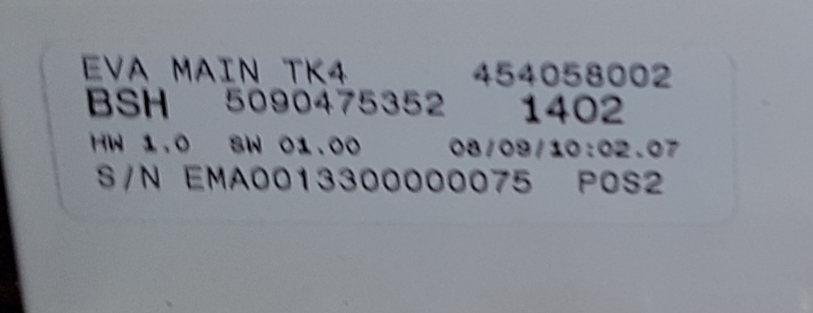 EVA MAIN TK4 454058002
BSH 5090475352 1402
HW 1.0 SW 01.00 08/09/10:02.07
S/N EMA0013300000075 POS2